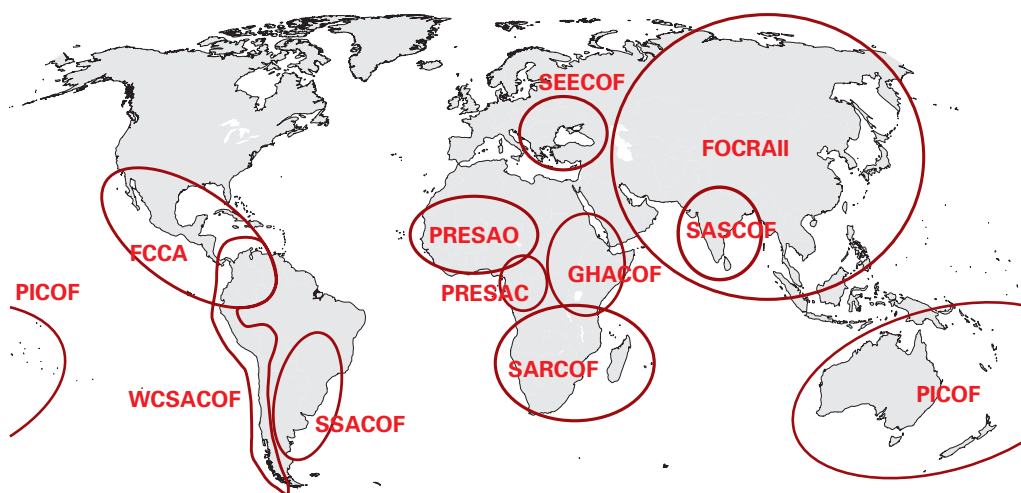 SEECOF
FOCRAII
PRESAO
SASCOF
FCCA
GHACOF
PICOF
PRESAC
SARCOF
WCSACOF
PICOF
SSACOF